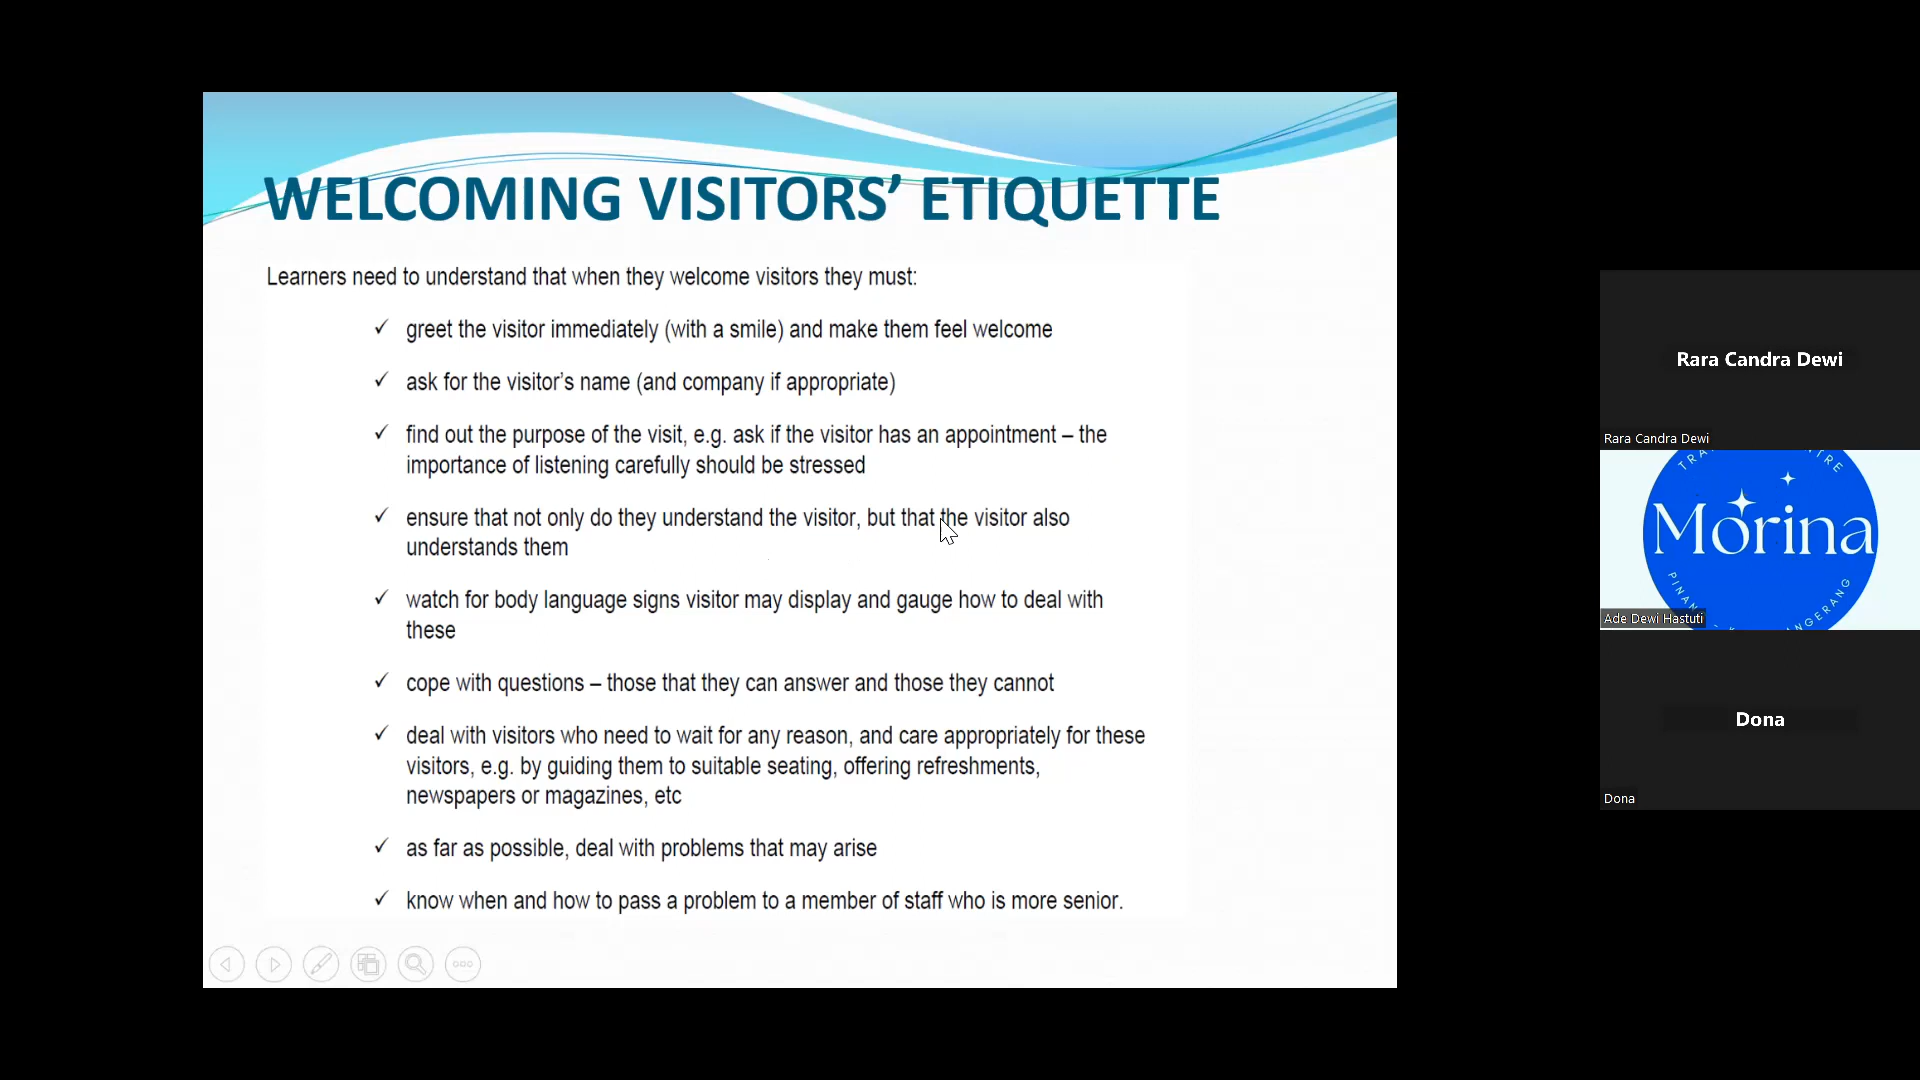 WELCOMING VISITORS’ ETIQUETTE
Learners need to understand that when they welcome visitors they must:
✓ greet the visitor immediately (with a smile) and make them feel welcome
✓ ask for the visitor’s name (and company if appropriate)
✓ find out the purpose of the visit, e.g. ask if the visitor has an appointment – the
importance of listening carefully should be stressed
✓ ensure that not only do they understand the visitor, but that the visitor also
understands them
✓ watch for body language signs visitor may display and gauge how to deal with
these
✓ cope with questions – those that they can answer and those they cannot
✓ deal with visitors who need to wait for any reason, and care appropriately for these
visitors, e.g. by guiding them to suitable seating, offering refreshments,
newspapers or magazines, etc
✓ as far as possible, deal with problems that may arise
✓ know when and how to pass a problem to a member of staff who is more senior.
Rara Candra Dewi
Rara Candra Dewi
Morina
Ade Dewi Hastuti
Dona
Dona